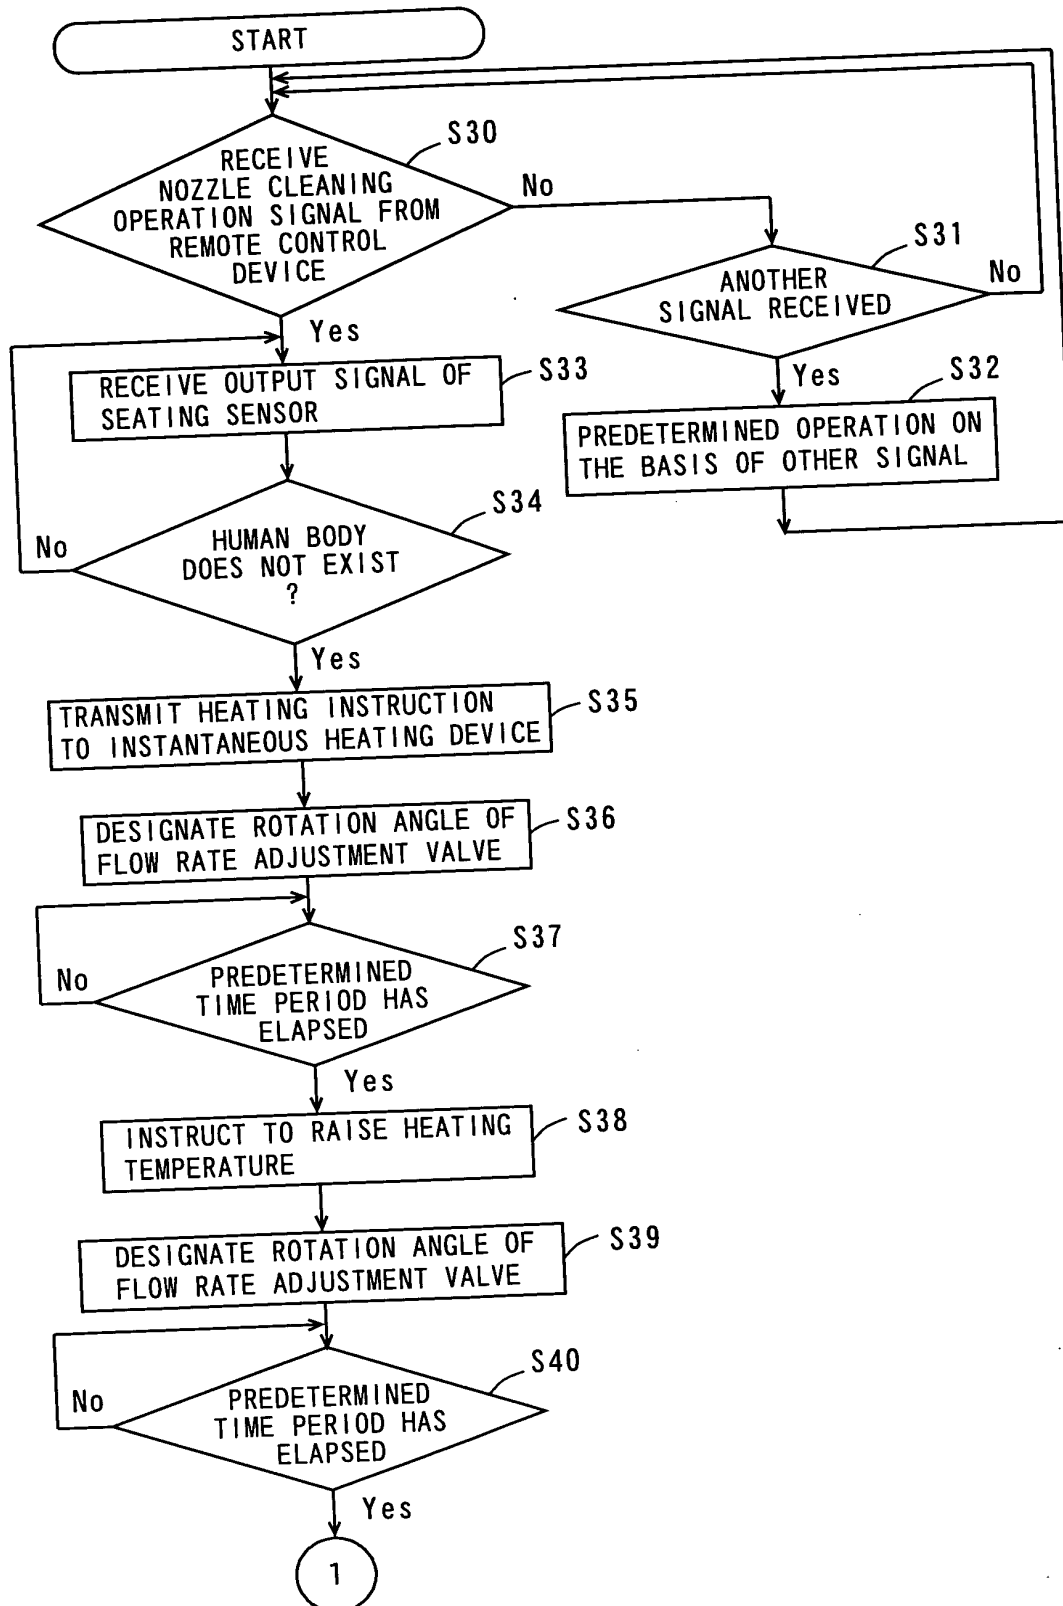 START
S30
RECEIVE
NOZZLE CLEANING
OPERATION SIGNAL FROM
REMOTE CONTROL
DEVICE
No
Yes
S31
ANOTHER
SIGNAL RECEIVED
No
Yes
S32
PREDETERMINED OPERATION ON
THE BASIS OF OTHER SIGNAL
S33
RECEIVE OUTPUT SIGNAL OF
SEATING SENSOR
S34
HUMAN BODY
DOES NOT EXIST
?
No
Yes
S35
TRANSMIT HEATING INSTRUCTION
TO INSTANTANEOUS HEATING DEVICE
S36
DESIGNATE ROTATION ANGLE OF
FLOW RATE ADJUSTMENT VALVE
S37
PREDETERMINED
TIME PERIOD HAS
ELAPSED
No
Yes
S38
INSTRUCT TO RAISE HEATING
TEMPERATURE
S39
DESIGNATE ROTATION ANGLE OF
FLOW RATE ADJUSTMENT VALVE
S40
PREDETERMINED
TIME PERIOD HAS
ELAPSED
No
Yes
1